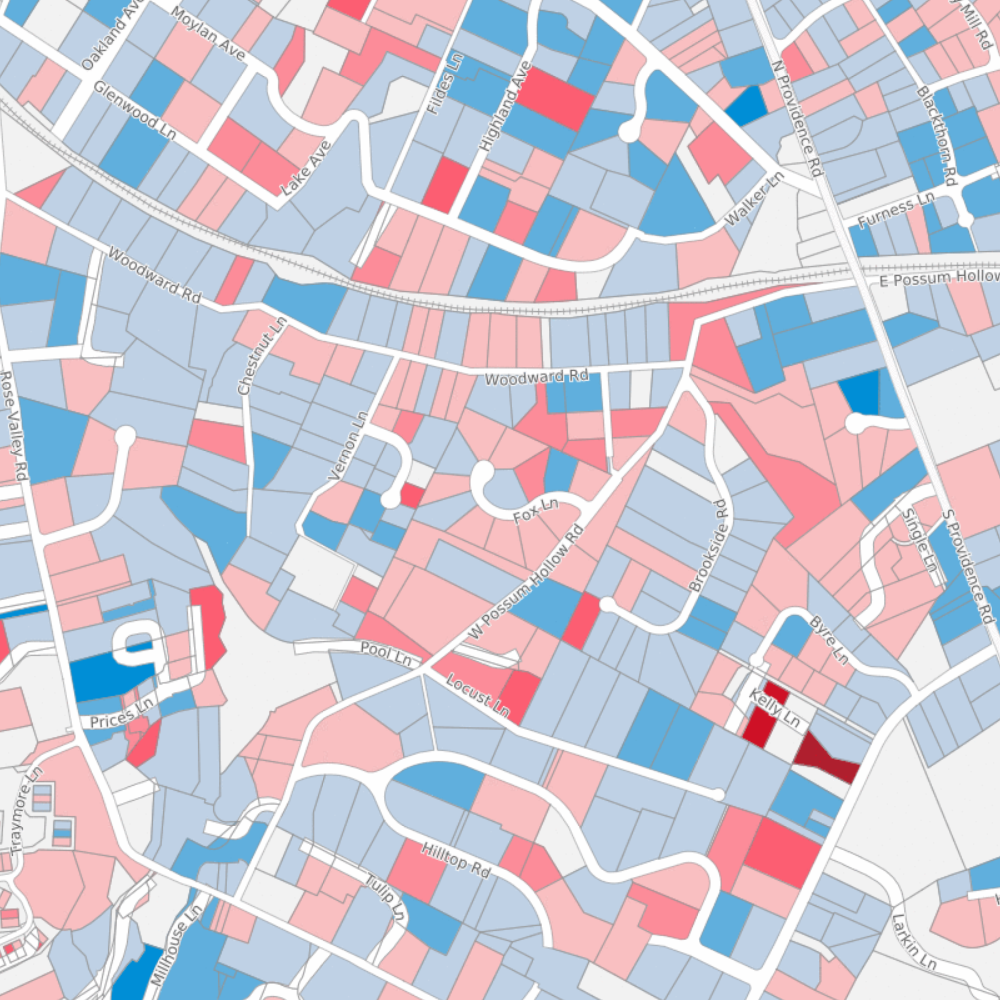 Oakland Ave
Moylan Ave
Glenwood Ln
Lake Ave
Fildes Ln
Highland Ave
N Providence Rd
Blackthorn Rd
Mill Rd
Walker Ln
Furness Ln
E Possum Hollow
Woodward Rd
Chestnut Ln
Woodward Rd
Rose Valley Rd
Vernon Ln
Fox Ln
W Possum Hollow Rd
Brookside Rd
Single Ln
S Providence Rd
Byre Ln
Pool Ln
Locust Ln
Kelly Ln
Prices Ln
Traymore Ln
Hilltop Rd
Tulip Ln
Millhouse Ln
Larkin Ln